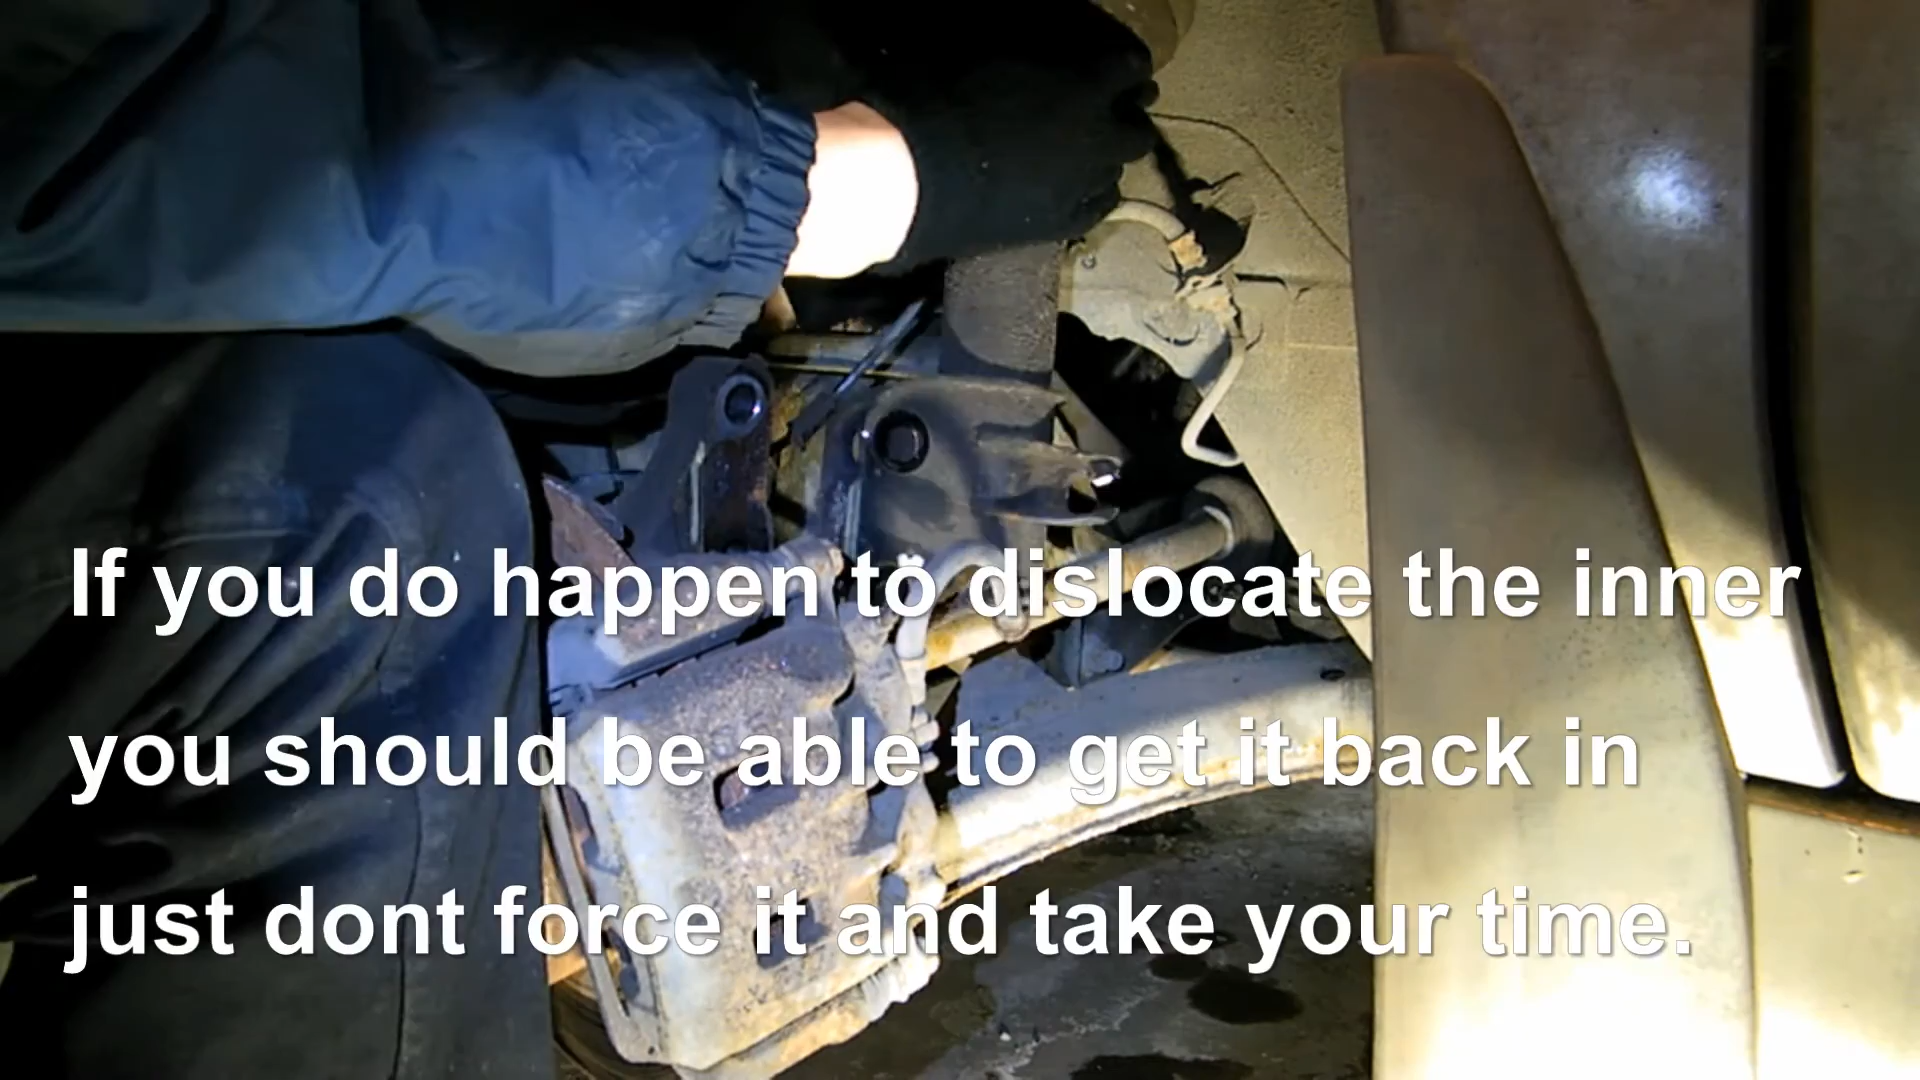 If you do happen to dislocate the inner
you should be able to get it back in
just dont force it and take your time.